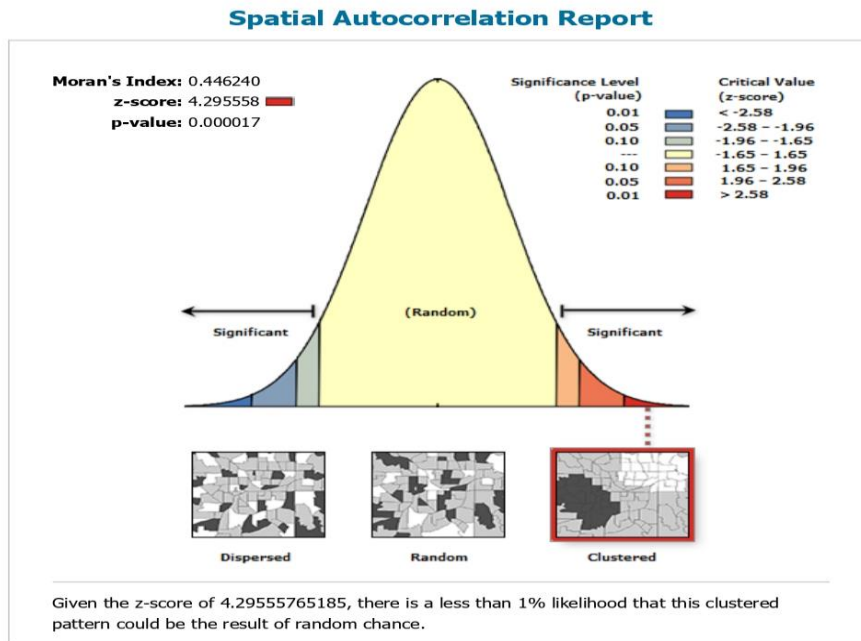 Spatial Autocorrelation Report
Moran's Index: 0.446240
z-score: 4.295558
p-value: 0.000017
Significance Level (p-value)
Critical Value (z-score)
0.01 < -2.58
0.05 -2.58 – -1.96
0.10 -1.96 – -1.65
--- -1.65 – 1.65
0.10 1.65 – 1.96
0.05 1.96 – 2.58
0.01 > 2.58
(Random)
Significant
Significant
Dispersed
Random
Clustered
Given the z-score of 4.29555765185, there is a less than 1% likelihood that this clustered
pattern could be the result of random chance.